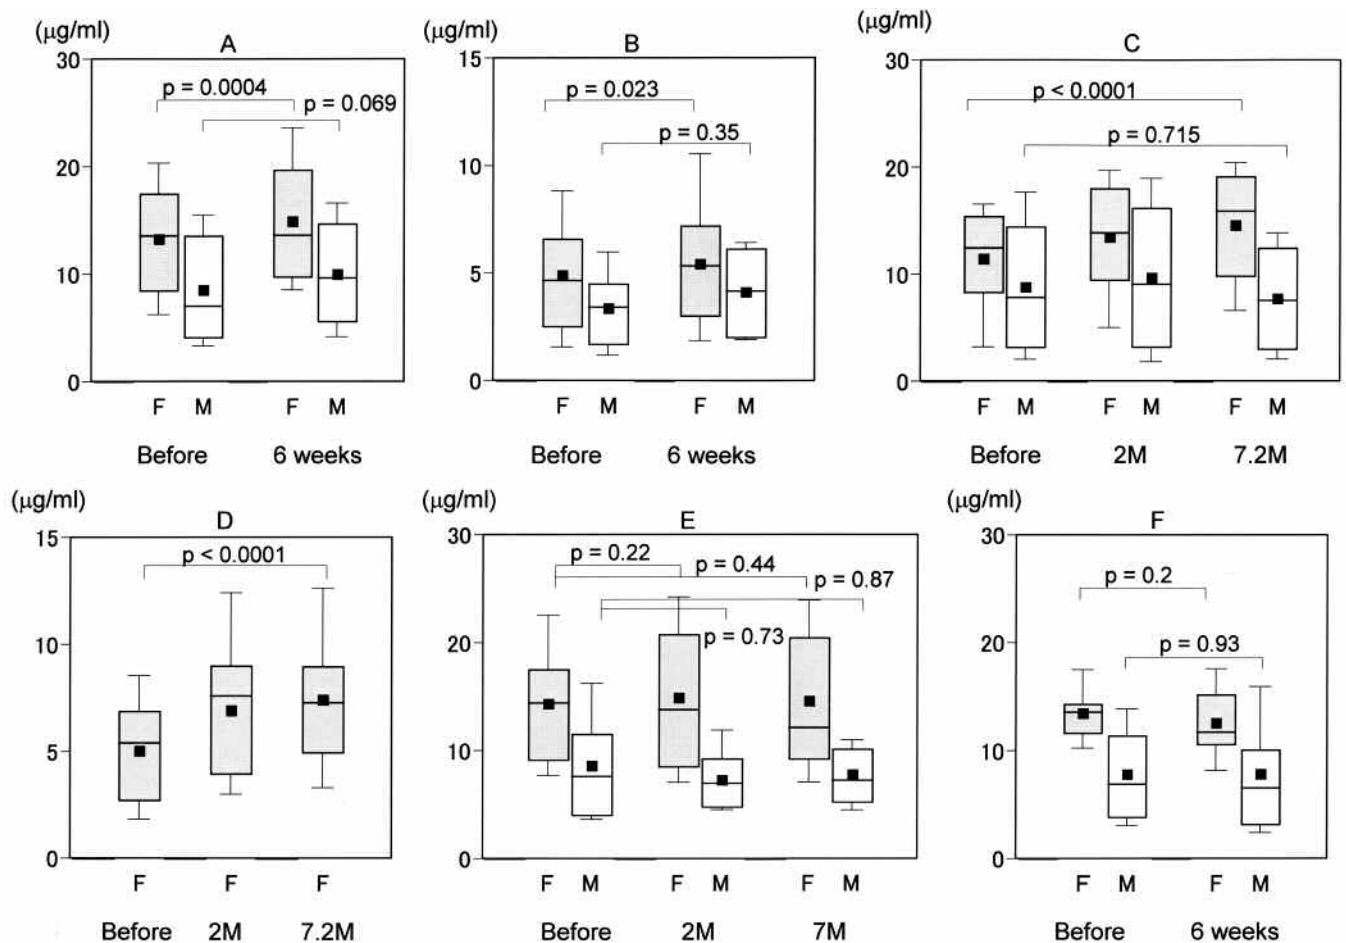 (μg/ml) A
30
20
10
0
p = 0.0004
p = 0.069
F M F M
Before 6 weeks
(μg/ml) B
15
10
5
0
p = 0.023
p = 0.35
F M F M
Before 6 weeks
(μg/ml) C
30
20
10
0
p < 0.0001
p = 0.715
F M F M F M
Before 2M 7.2M
(μg/ml) D
15
10
5
0
p < 0.0001
F F F
Before 2M 7.2M
(μg/ml) E
30
20
10
0
p = 0.22
p = 0.44
p = 0.87
p = 0.73
F M F M F M
Before 2M 7M
(μg/ml) F
30
20
10
0
p = 0.2
p = 0.93
F M F M
Before 6 weeks